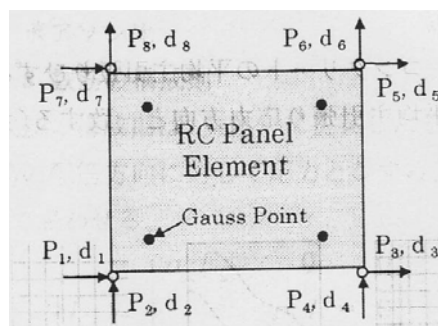 P₈, d₈
P₆, d₆
P₇, d₇
P₅, d₅
RC Panel
Element
Gauss Point
P₁, d₁
P₃, d₃
P₂, d₂
P₄, d₄